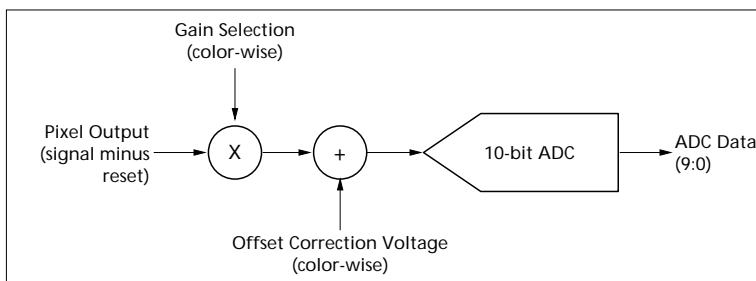 Gain Selection
(color-wise)
Pixel Output
(signal minus
reset)
X
+
10-bit ADC
ADC Data
(9:0)
Offset Correction Voltage
(color-wise)